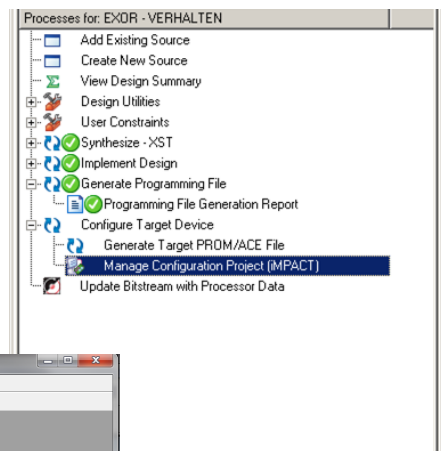 Processes for: EXOR - VERHALTEN
Add Existing Source
Create New Source
View Design Summary
Design Utilities
User Constraints
Synthesize - XST
Implement Design
Generate Programming File
Programming File Generation Report
Configure Target Device
Generate Target PROM/ACE File
Manage Configuration Project (iMPACT)
Update Bitstream with Processor Data